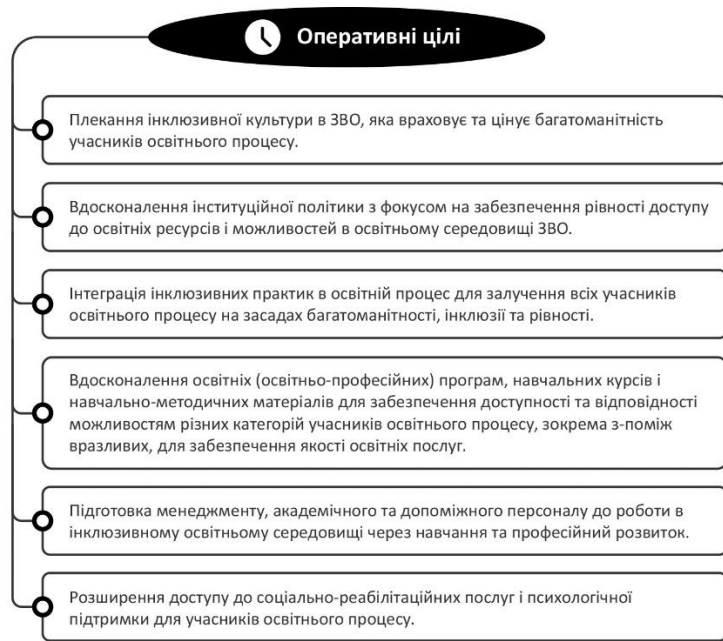 Оперативні цілі
Плекання інклюзивної культури в ЗВО, яка враховує та цінує багатоманітність
учасників освітнього процесу.
Вдосконалення інституційної політики з фокусом на забезпечення рівності доступу
до освітніх ресурсів і можливостей в освітньому середовищі ЗВО.
Інтеграція інклюзивних практик в освітній процес для залучення всіх учасників
освітнього процесу на засадах багатоманітності, інклюзії та рівності.
Вдосконалення освітніх (освітньо-професійних) програм, навчальних курсів і
навчально-методичних матеріалів для забезпечення доступності та відповідності
можливостям різних категорій учасників освітнього процесу, зокрема з-поміж
вразливих, для забезпечення якості освітніх послуг.
Підготовка менеджменту, академічного та допоміжного персоналу до роботи в
інклюзивному освітньому середовищі через навчання та професійний розвиток.
Розширення доступу до соціально-реабілітаційних послуг і психологічної
підтримки для учасників освітнього процесу.